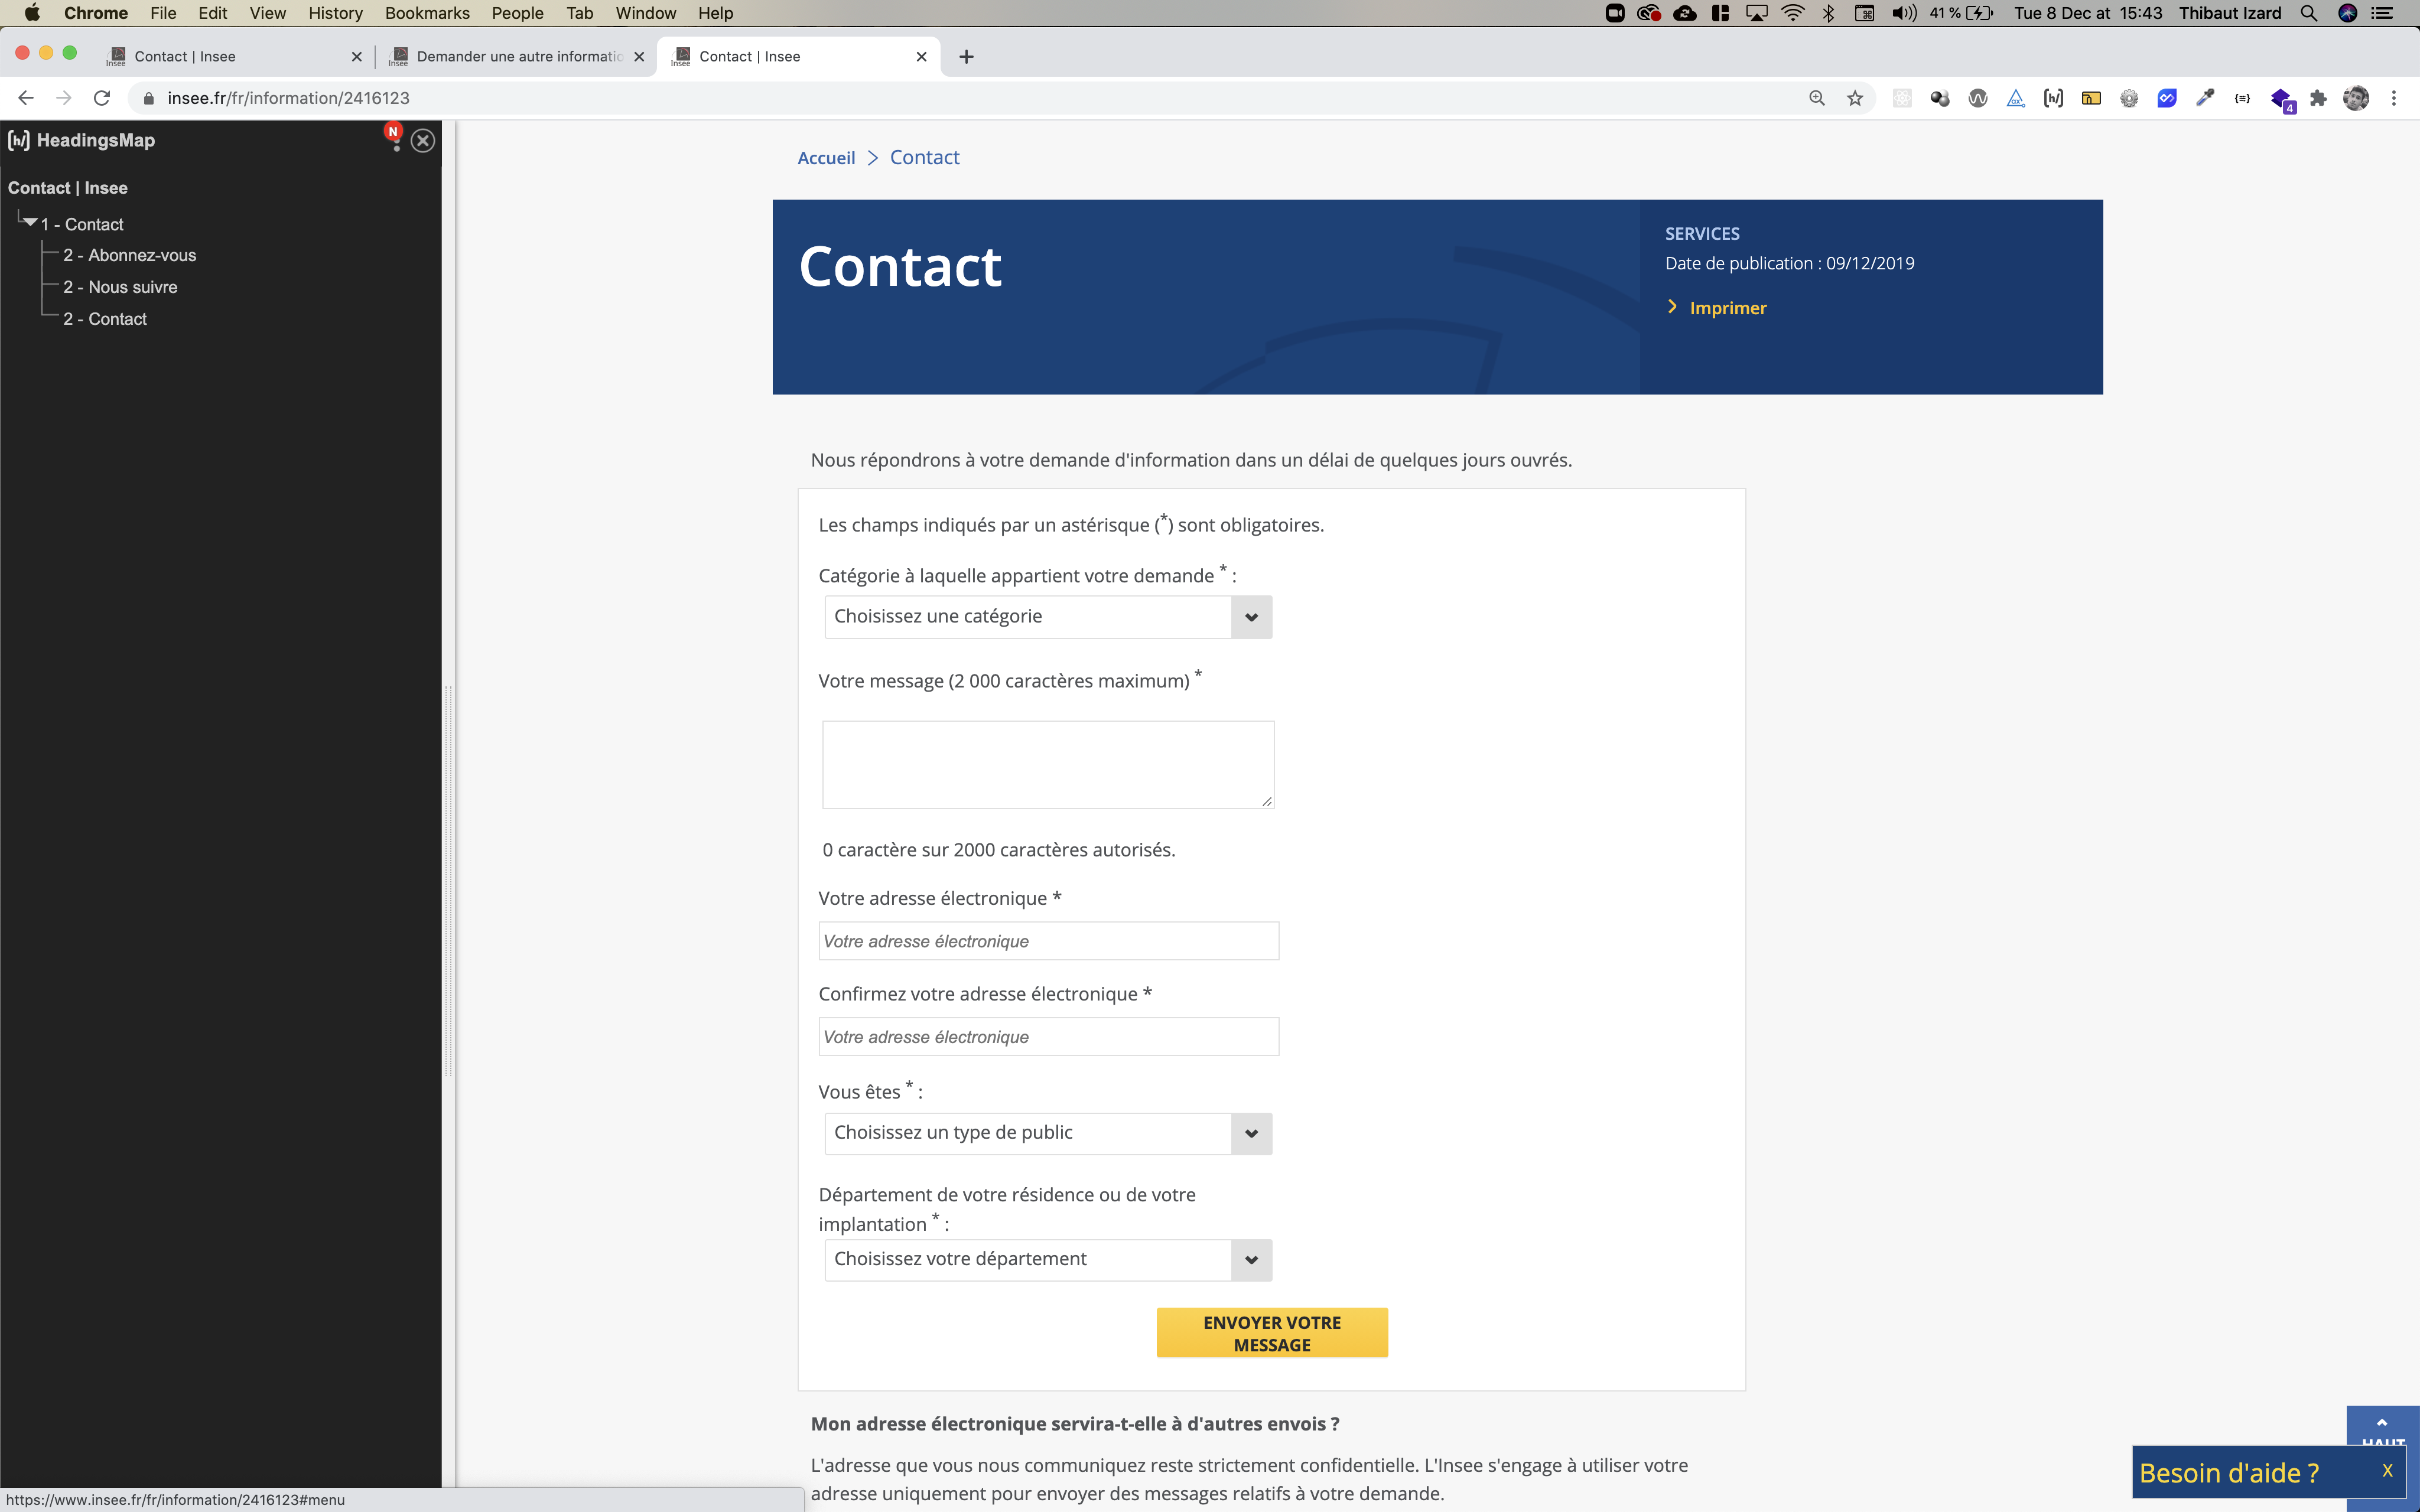 Chrome File Edit View History Bookmarks People Tab Window Help 41 % Tue 8 Dec at 15:43 Thibaut Izard
Insee Contact | Insee Insee Demander une autre informatio Insee Contact | Insee
insee.fr/fr/information/2416123 4
[h/] HeadingsMap N
Contact | Insee
1 - Contact
2 - Abonnez-vous
2 - Nous suivre
2 - Contact
Accueil > Contact
Contact
SERVICES
Date de publication : 09/12/2019
Imprimer
Nous répondrons à votre demande d'information dans un délai de quelques jours ouvrés.
Les champs indiqués par un astérisque (*) sont obligatoires.
Catégorie à laquelle appartient votre demande * :
Choisissez une catégorie
Votre message (2 000 caractères maximum) *
0 caractère sur 2000 caractères autorisés.
Votre adresse électronique *
Votre adresse électronique
Confirmez votre adresse électronique *
Votre adresse électronique
Vous êtes * :
Choisissez un type de public
Département de votre résidence ou de votre
implantation * :
Choisissez votre département
ENVOYER VOTRE
MESSAGE
Mon adresse électronique servira-t-elle à d'autres envois ?
L'adresse que vous nous communiquez reste strictement confidentielle. L'Insee s'engage à utiliser votre
adresse uniquement pour envoyer des messages relatifs à votre demande.
HAUT
Besoin d'aide ? X
https://www.insee.fr/fr/information/2416123#menu